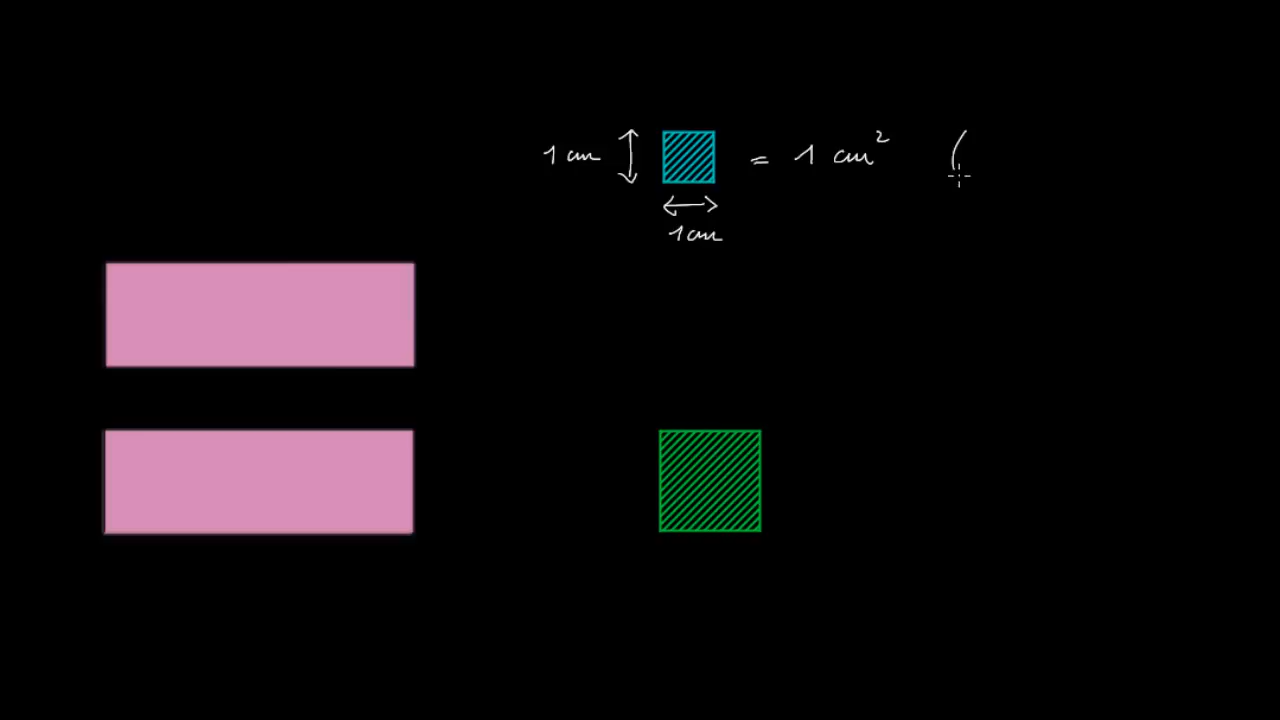 1 cm = 1 cm² (
1 cm